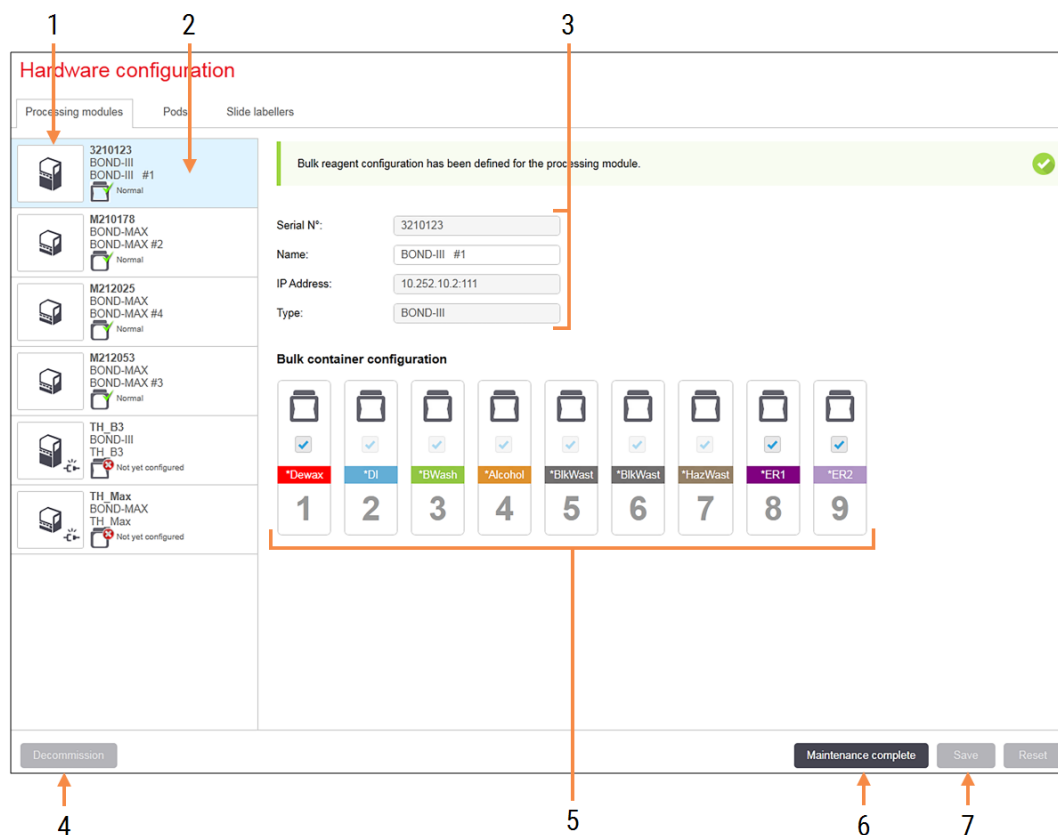 1 2 3
Hardware configuration
Processing modules Pods Slide labellers
3210123
BOND-III
BOND-III #1
Normal
M210178
BOND-MAX
BOND-MAX #2
Normal
M212025
BOND-MAX
BOND-MAX #4
Normal
M212053
BOND-MAX
BOND-MAX #3
Normal
TH_B3
BOND-III
TH_B3
Not yet configured
TH_Max
BOND-MAX
TH_Max
Not yet configured
Bulk reagent configuration has been defined for the processing module.
Serial N°: 3210123
Name: BOND-III #1
IP Address: 10.252.10.2:111
Type: BOND-III
Bulk container configuration
*Dewax *DI *BWash *Alcohol *BlkWast *BlkWast *HazWast *ER1 *ER2
1 2 3 4 5 6 7 8 9
Decommission Maintenance complete Save Reset
4 5 6 7